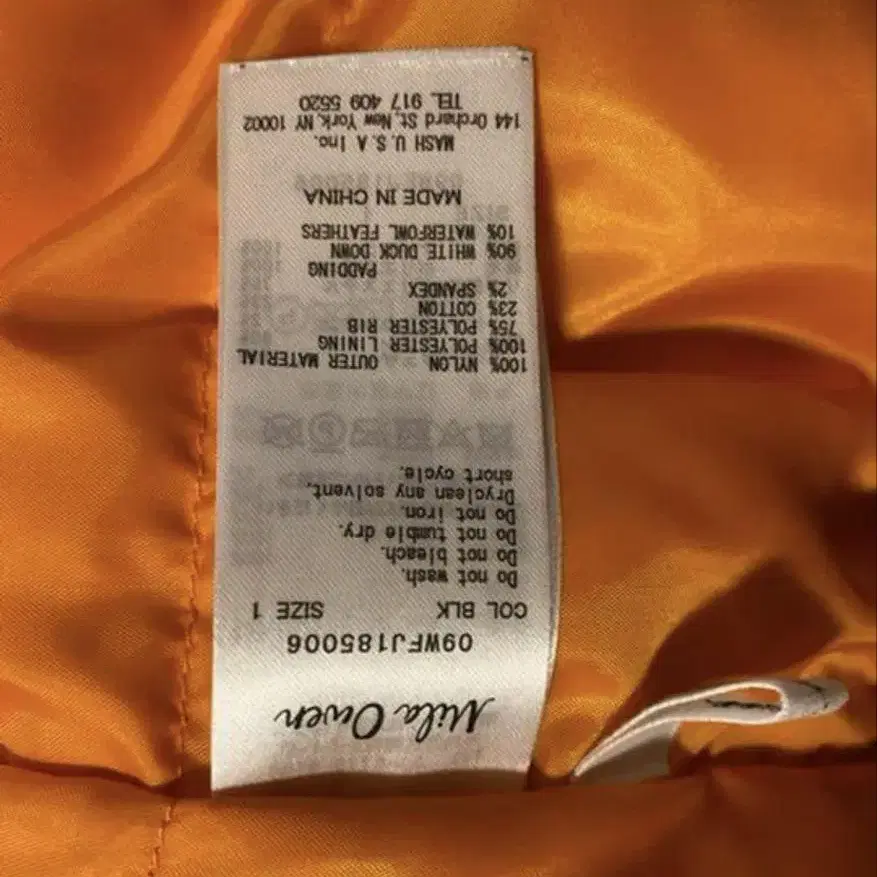 Mila Owen
09WFJ185006
COL BLK SIZE 1
Do not wash.
Do not bleach.
Do not tumble dry.
Do not iron.
Dryclean any solvent,
short cycle.
100% NYLON OUTER MATERIAL
100% POLYESTER LINING
75% POLYESTER RIB
23% COTTON
2% SPANDEX
PADDING
90% WHITE DUCK DOWN
10% WATERFOWL FEATHERS
MADE IN CHINA
MASH U.S.A Inc.
144 Orchard St, New York, NY 10002
TEL 917 409 5520